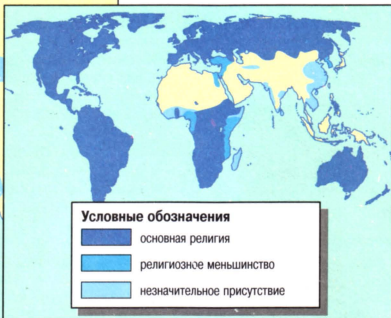 Условные обозначения
основная религия
религиозное меньшинство
незначительное присутствие